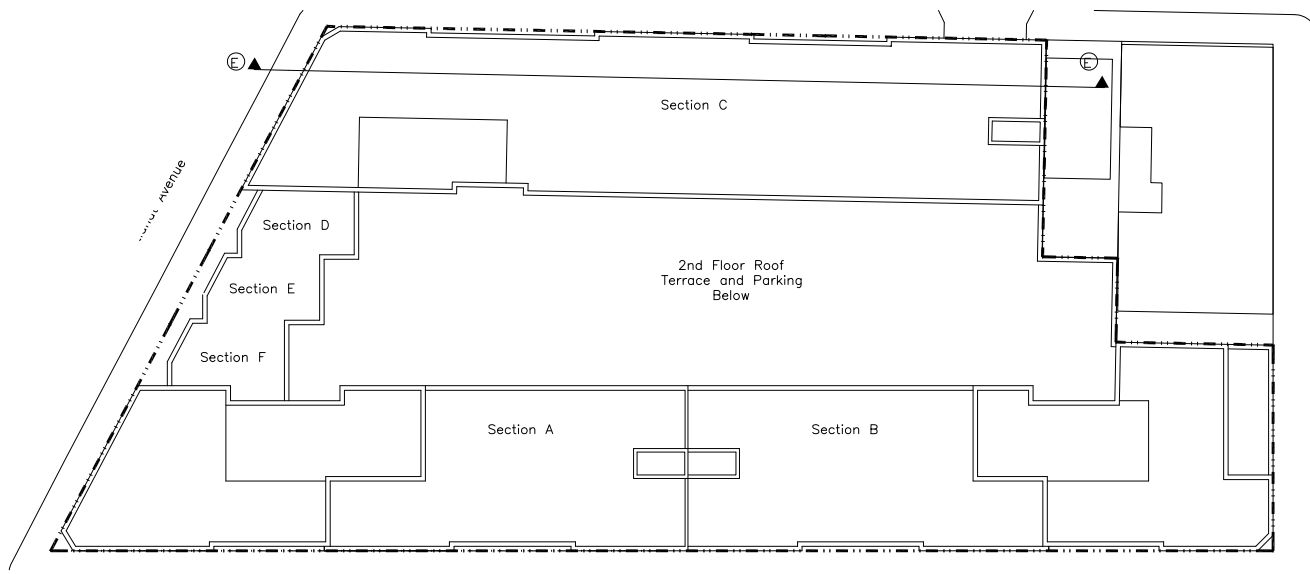 E
E
Section C
Avenue
Section D
2nd Floor Roof
Terrace and Parking
Below
Section E
Section F
Section A
Section B